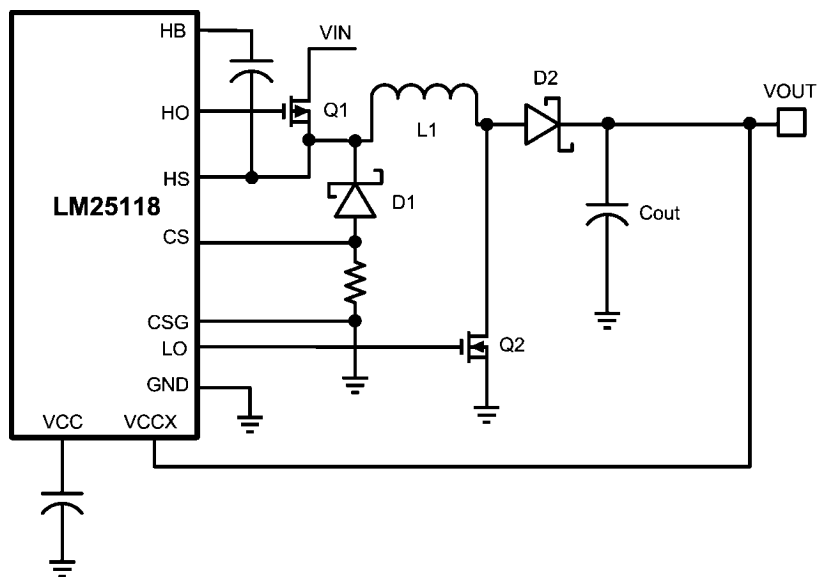 HB
VIN
HO
Q1
L1
D2
VOUT
HS
LM25118
D1
CS
Cout
CSG
LO
Q2
GND
VCC
VCCX